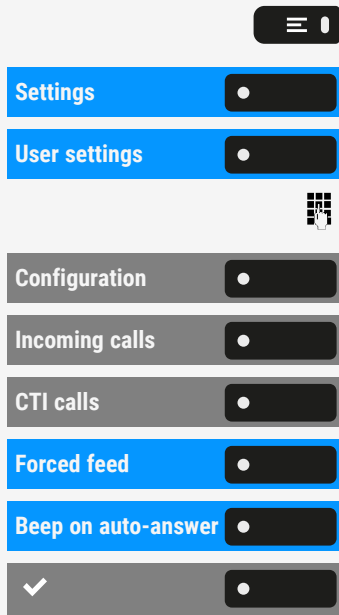 Settings
User settings
Configuration
Incoming calls
CTI calls
Forced feed
Beep on auto-answer